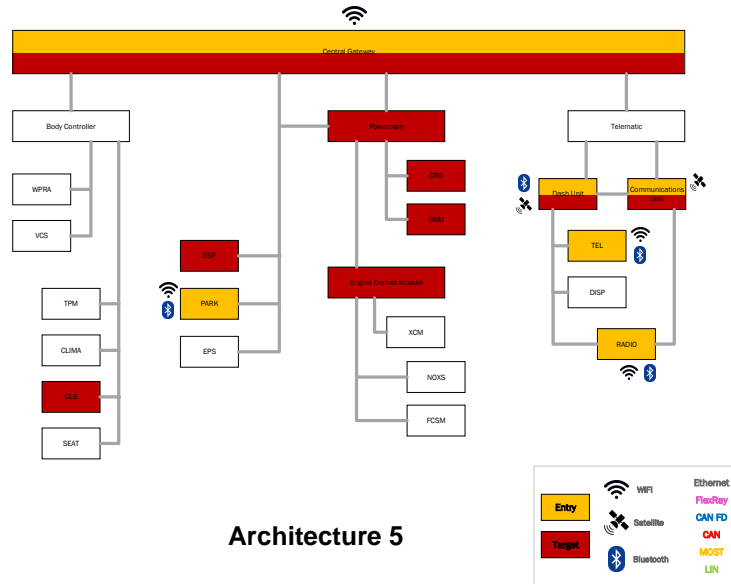 Central Gateway
Body Controller
Powertrain
Telematic
WPRA
CRG
Dash Unit
Communications
Unit
VCS
BMU
ESP
TEL
TPM
Engine Control Module
PARK
DISP
CLIMA
EPS
XCM
RADIO
CLS
NOXS
SEAT
FCSM
Architecture 5
Entry
Target
WiFi
Satellite
Bluetooth
Ethernet
FlexRay
CAN FD
CAN
MOST
LIN